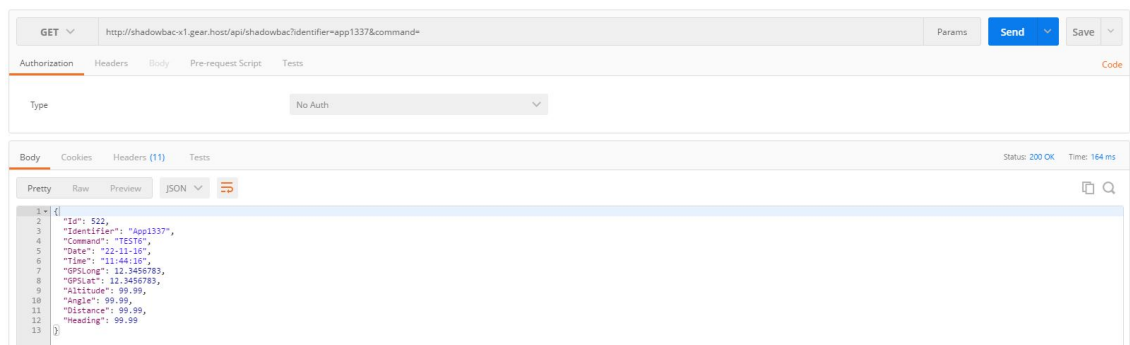 GET http://shadowbac-x1.gear.host/api/shadowbac?identifier=app1337&command= Params Send Save
Authorization Headers Body Pre-request Script Tests Code
Type No Auth
Body Cookies Headers (11) Tests Status: 200 OK Time: 164 ms
Pretty Raw Preview JSON
1 {
2 "Id": 522,
3 "Identifier": "App1337",
4 "Command": "TEST6",
5 "Date": "22-11-16",
6 "Time": "11:44:16",
7 "GPSLong": 12.3456783,
8 "GPSLat": 12.3456783,
9 "Altitude": 99.99,
10 "Angle": 99.99,
11 "Distance": 99.99,
12 "Heading": 99.99
13 }